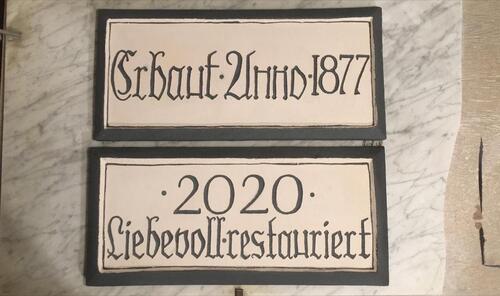 Erbaut · Anno · 1877
· 2020 ·
Liebevoll · restauriert